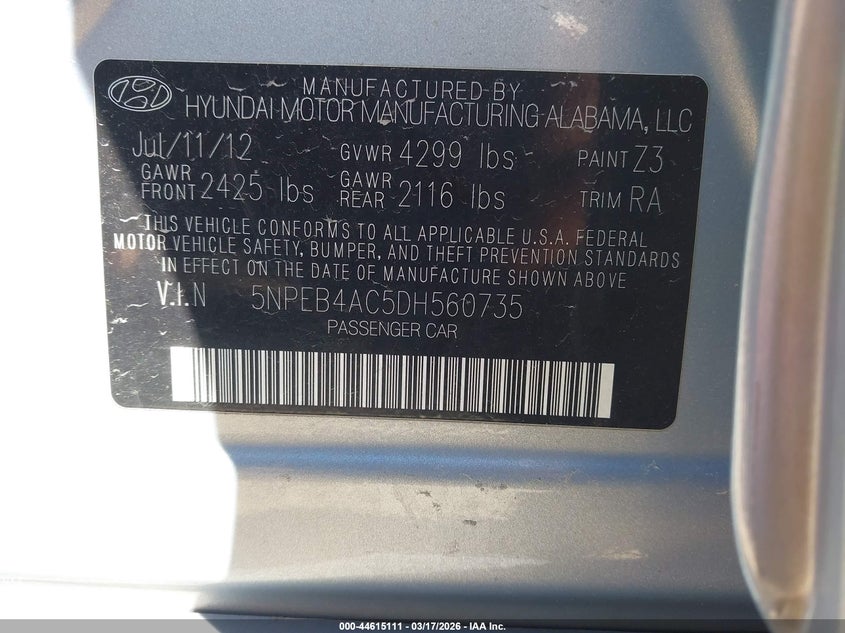 MANUFACTURED BY
HYUNDAI MOTOR MANUFACTURING ALABAMA, LLC
Jul/11/12 GVWR 4299 lbs PAINT Z3
GAWR FRONT 2425 lbs GAWR REAR 2116 lbs TRIM RA
THIS VEHICLE CONFORMS TO ALL APPLICABLE U.S.A. FEDERAL
MOTOR VEHICLE SAFETY, BUMPER, AND THEFT PREVENTION STANDARDS
IN EFFECT ON THE DATE OF MANUFACTURE SHOWN ABOVE
V.I.N 5NPEB4AC5DH560735
PASSENGER CAR
000-44615111 — 03/17/2026 — IAA Inc.